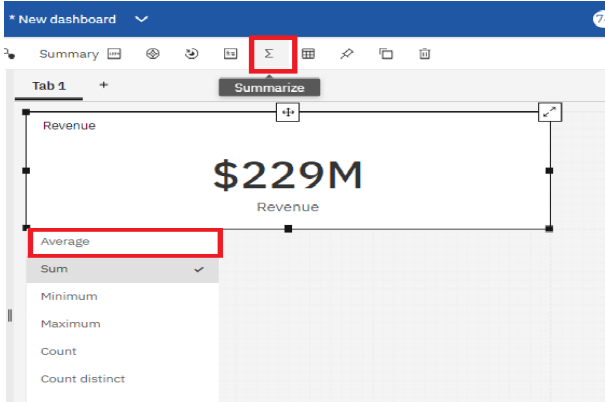 * New dashboard
Summary
Σ
Tab 1 +
Summarize
Revenue
$229M
Revenue
Average
Sum
Minimum
Maximum
Count
Count distinct